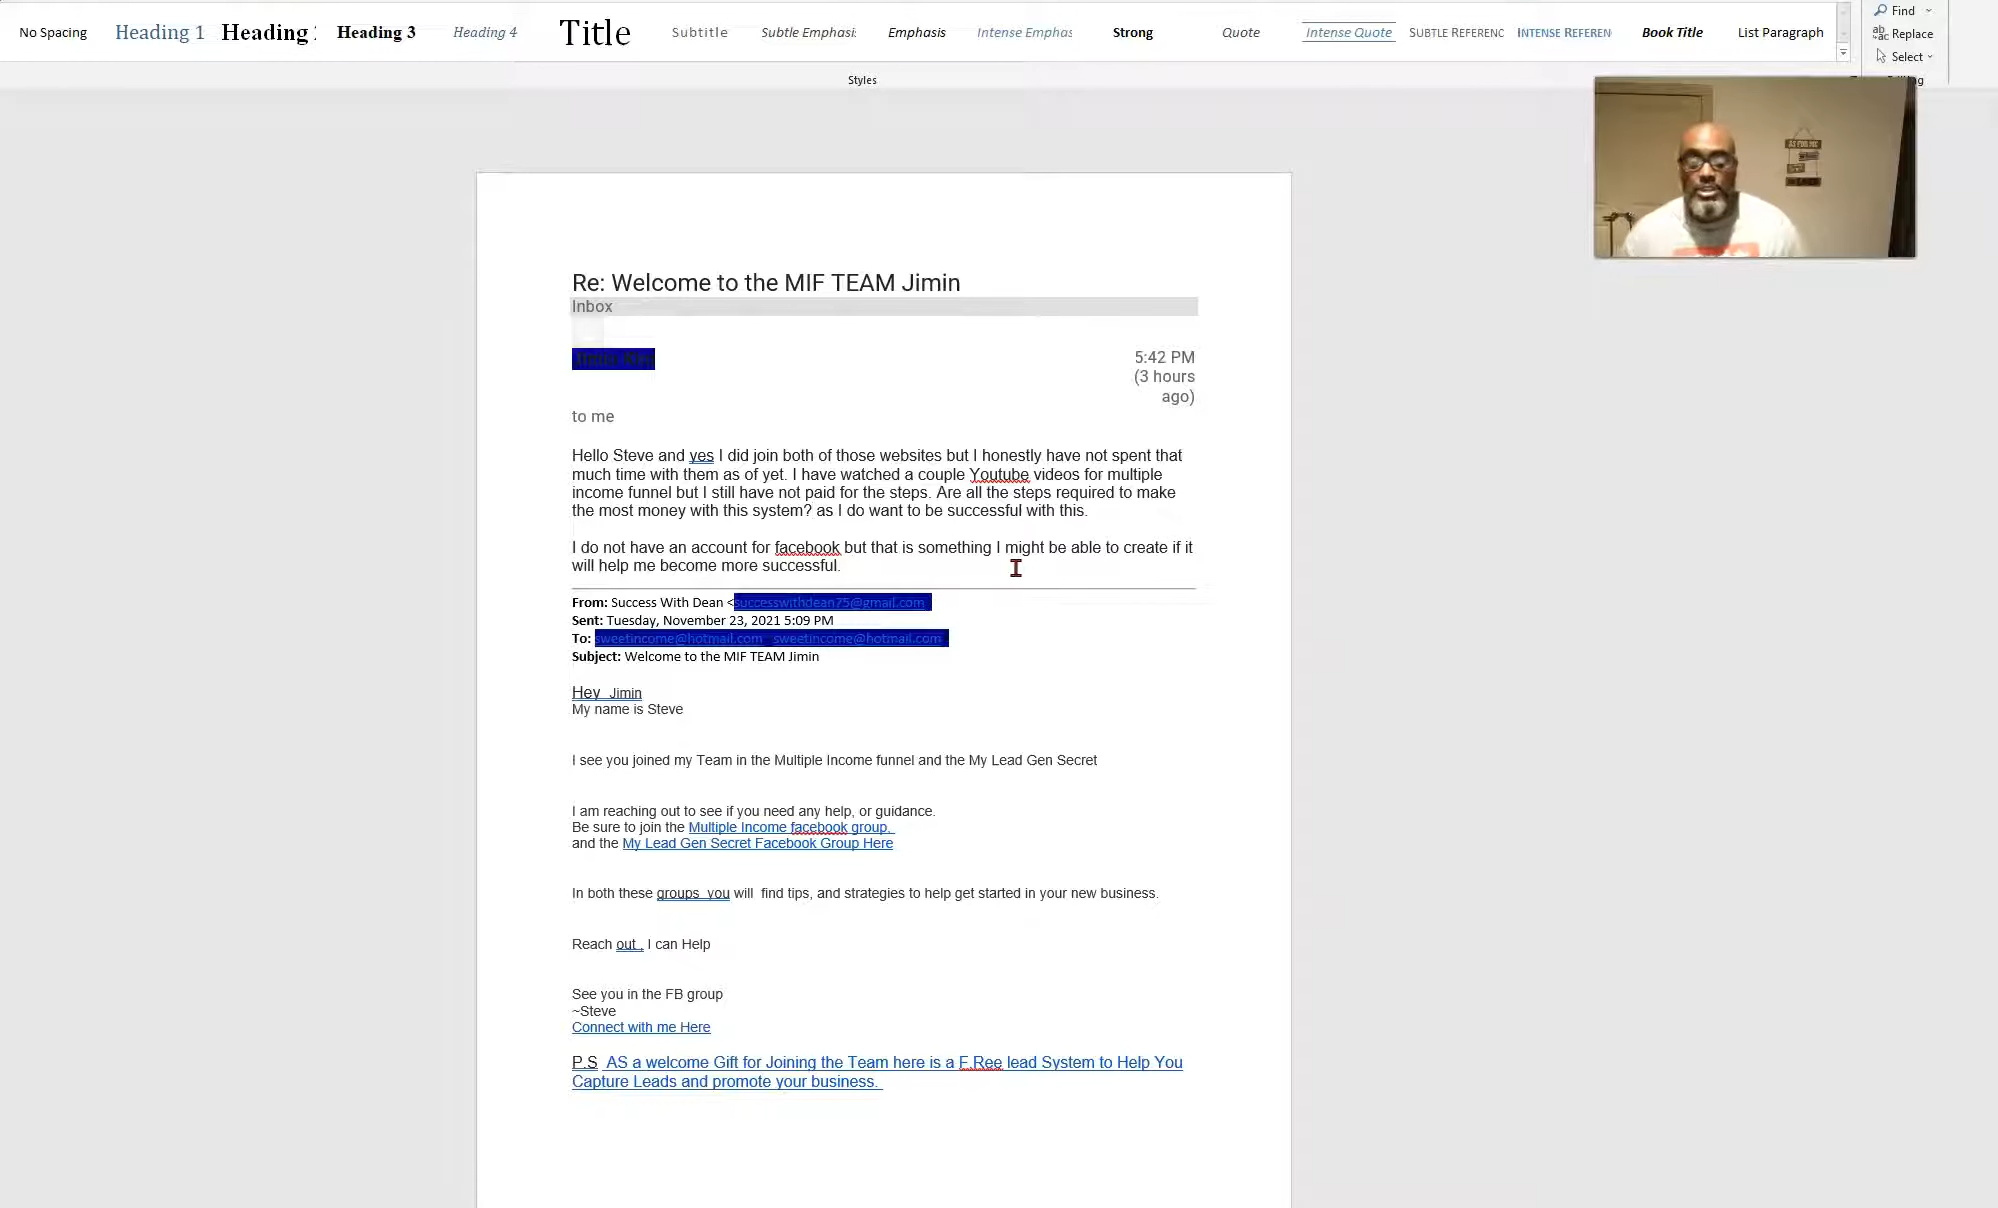 No Spacing Heading 1 Heading Heading 3 Heading 4 Title Subtitle Subtle Emphasi Emphasis Intense Emphas Strong Quote Intense Quote SUBTLE REFERENC INTENSE REFEREN Book Title List Paragraph
Find
Replace
Select
Styles
AS FOR ME
Re: Welcome to the MIF TEAM Jimin
Inbox
5:42 PM
(3 hours
ago)
to me
Hello Steve and yes I did join both of those websites but I honestly have not spent that
much time with them as of yet. I have watched a couple Youtube videos for multiple
income funnel but I still have not paid for the steps. Are all the steps required to make
the most money with this system? as I do want to be successful with this.
I do not have an account for facebook but that is something I might be able to create if it
will help me become more successful.
From: Success With Dean <successwithdean75@gmail.com
Sent: Tuesday, November 23, 2021 5:09 PM
To: sweetincome@hotmail.com sweetincome@hotmail.com
Subject: Welcome to the MIF TEAM Jimin
Hey Jimin
My name is Steve
I see you joined my Team in the Multiple Income funnel and the My Lead Gen Secret
I am reaching out to see if you need any help, or guidance.
Be sure to join the Multiple Income facebook group.
and the My Lead Gen Secret Facebook Group Here
In both these groups you will find tips, and strategies to help get started in your new business.
Reach out , I can Help
See you in the FB group
~Steve
Connect with me Here
P.S AS a welcome Gift for Joining the Team here is a F.Ree lead System to Help You
Capture Leads and promote your business.